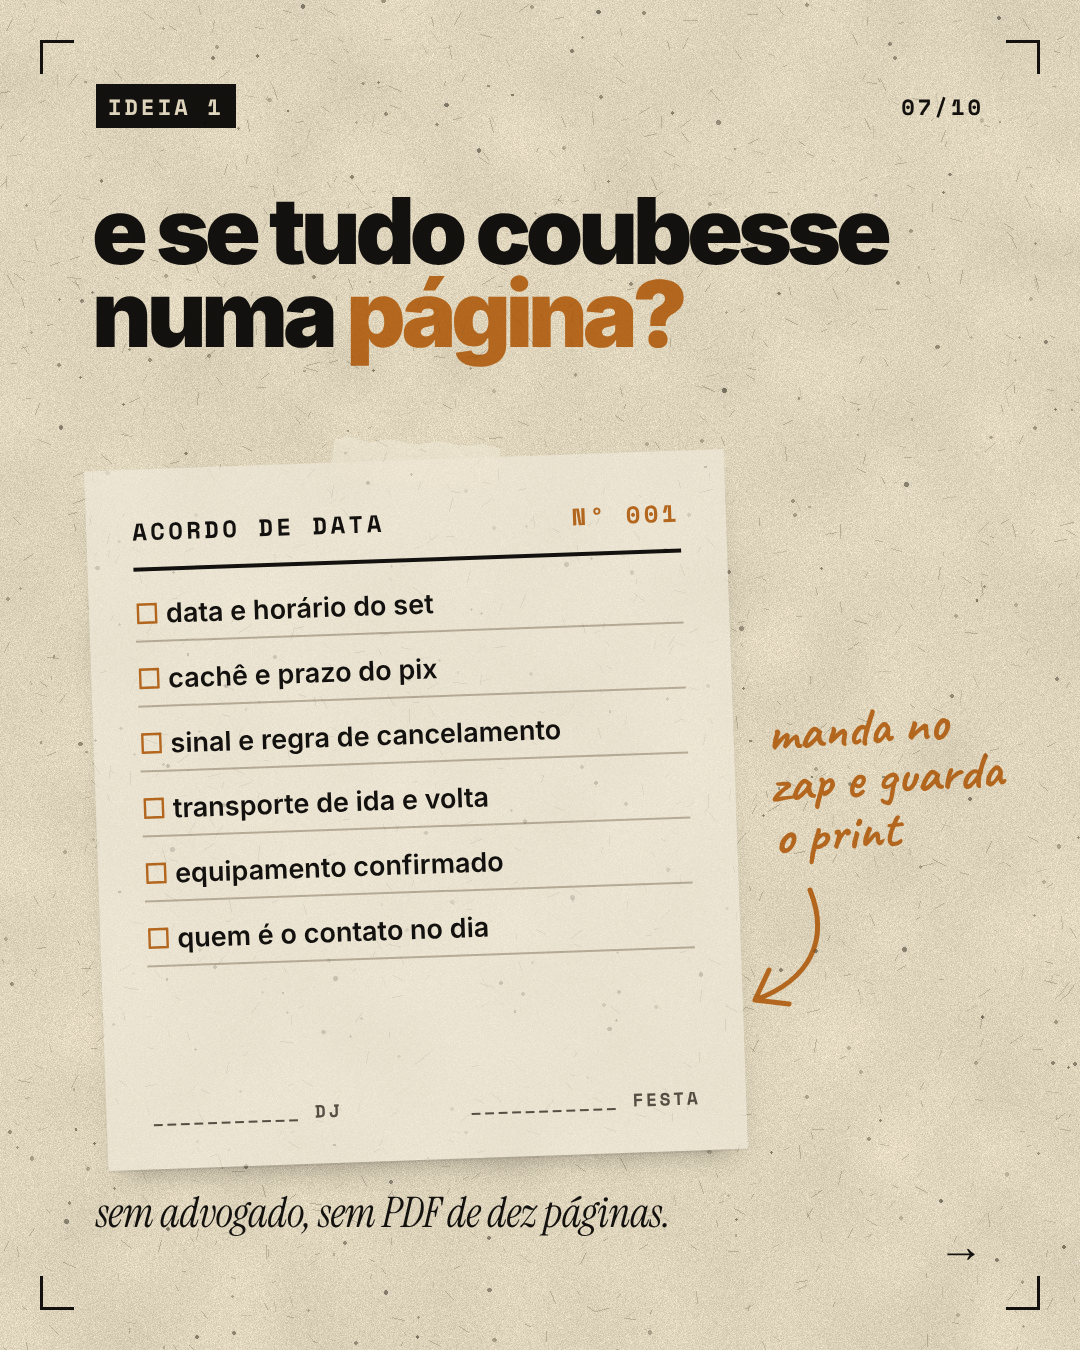 IDEIA 1
07/10
e se tudo coubesse
numa página?
ACORDO DE DATA
N° 001
data e horário do set
cachê e prazo do pix
sinal e regra de cancelamento
transporte de ida e volta
equipamento confirmado
quem é o contato no dia
manda no
zap e guarda
o print
___________ DJ
___________ FESTA
sem advogado, sem PDF de dez páginas.
→